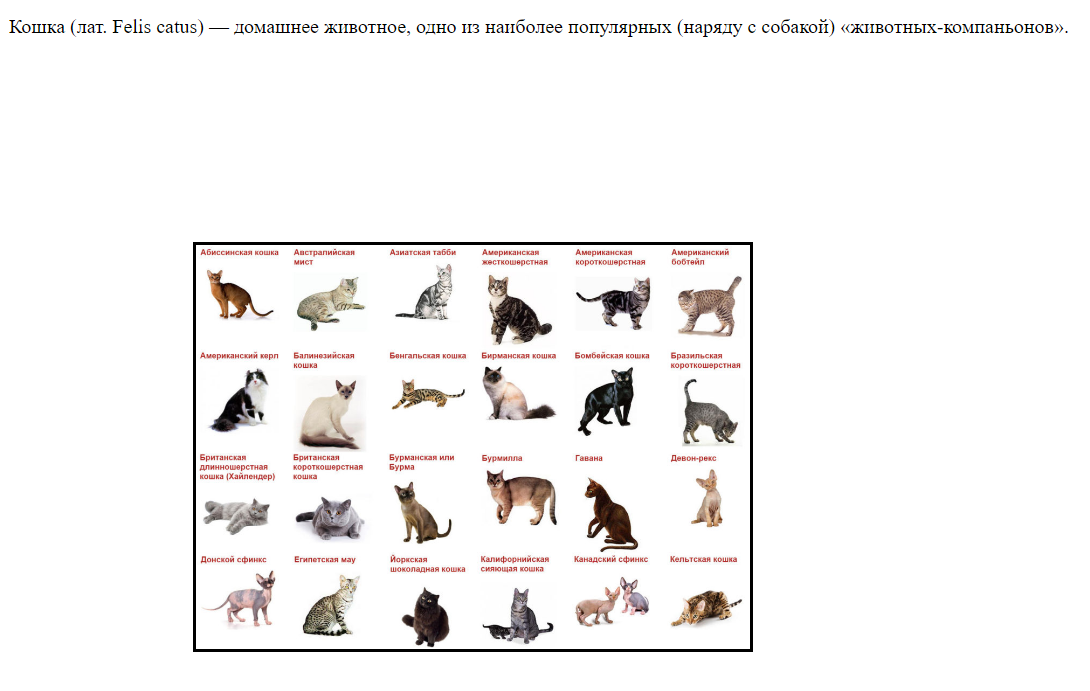 Кошка (лат. Felis catus) — домашнее животное, одно из наиболее популярных (наряду с собакой) «животных-компаньонов».
Абиссинская кошка
Австралийская
мист
Азиатская табби
Американская
жесткошерстная
Американская
короткошерстная
Американский
бобтейл
Американский керл
Балинезийская
кошка
Бенгальская кошка
Бирманская кошка
Бомбейская кошка
Бразильская
короткошерстная
Британская
длинношерстная
кошка (Хайлендер)
Британская
короткошерстная
кошка
Бурманская или
Бурма
Бурмилла
Гавана
Девон-рекс
Донской сфинкс
Египетская мау
Йоркская
шоколадная кошка
Калифорнийская
сияющая кошка
Канадский сфинкс
Кельтская кошка